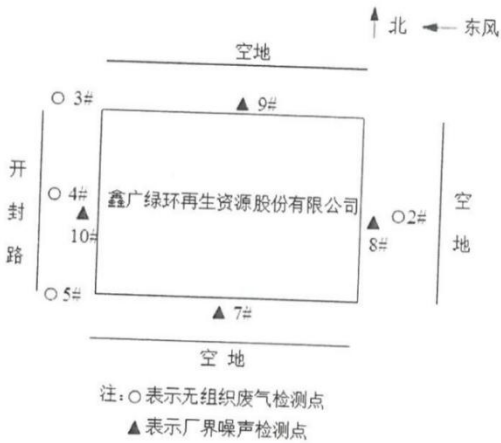 北 东风
空地
3#
9#
开封路
4#
鑫广绿环再生资源股份有限公司
10#
2#
8#
空地
5#
7#
空 地
注:○表示无组织废气检测点
▲表示厂界噪声检测点